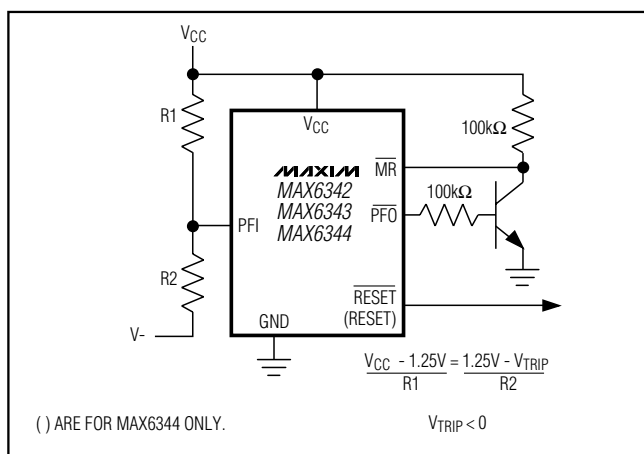 VCC
R1
VCC
100kΩ
MAXIM
MAX6342
MAX6343
MAX6344
MR
100kΩ
PFI
PFO
R2
RESET
(RESET)
V-
GND
VCC - 1.25V = 1.25V - VTRIP
R1 R2
( ) ARE FOR MAX6344 ONLY.
VTRIP < 0